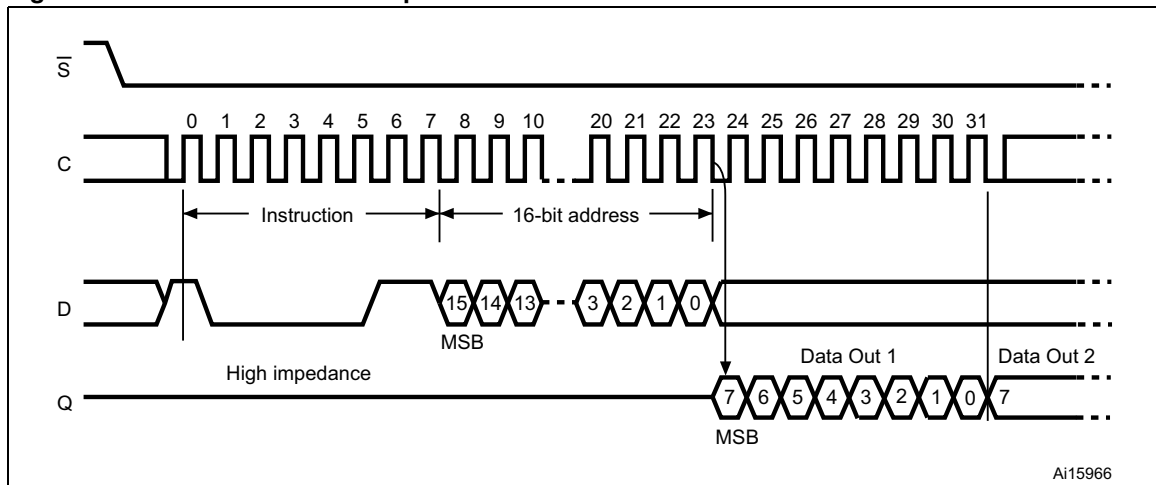 S
0 1 2 3 4 5 6 7 8 9 10 20 21 22 23 24 25 26 27 28 29 30 31
C
Instruction 16-bit address
D 15 14 13 3 2 1 0
MSB
Data Out 1 Data Out 2
High impedance
Q 7 6 5 4 3 2 1 0 7
MSB
Ai15966